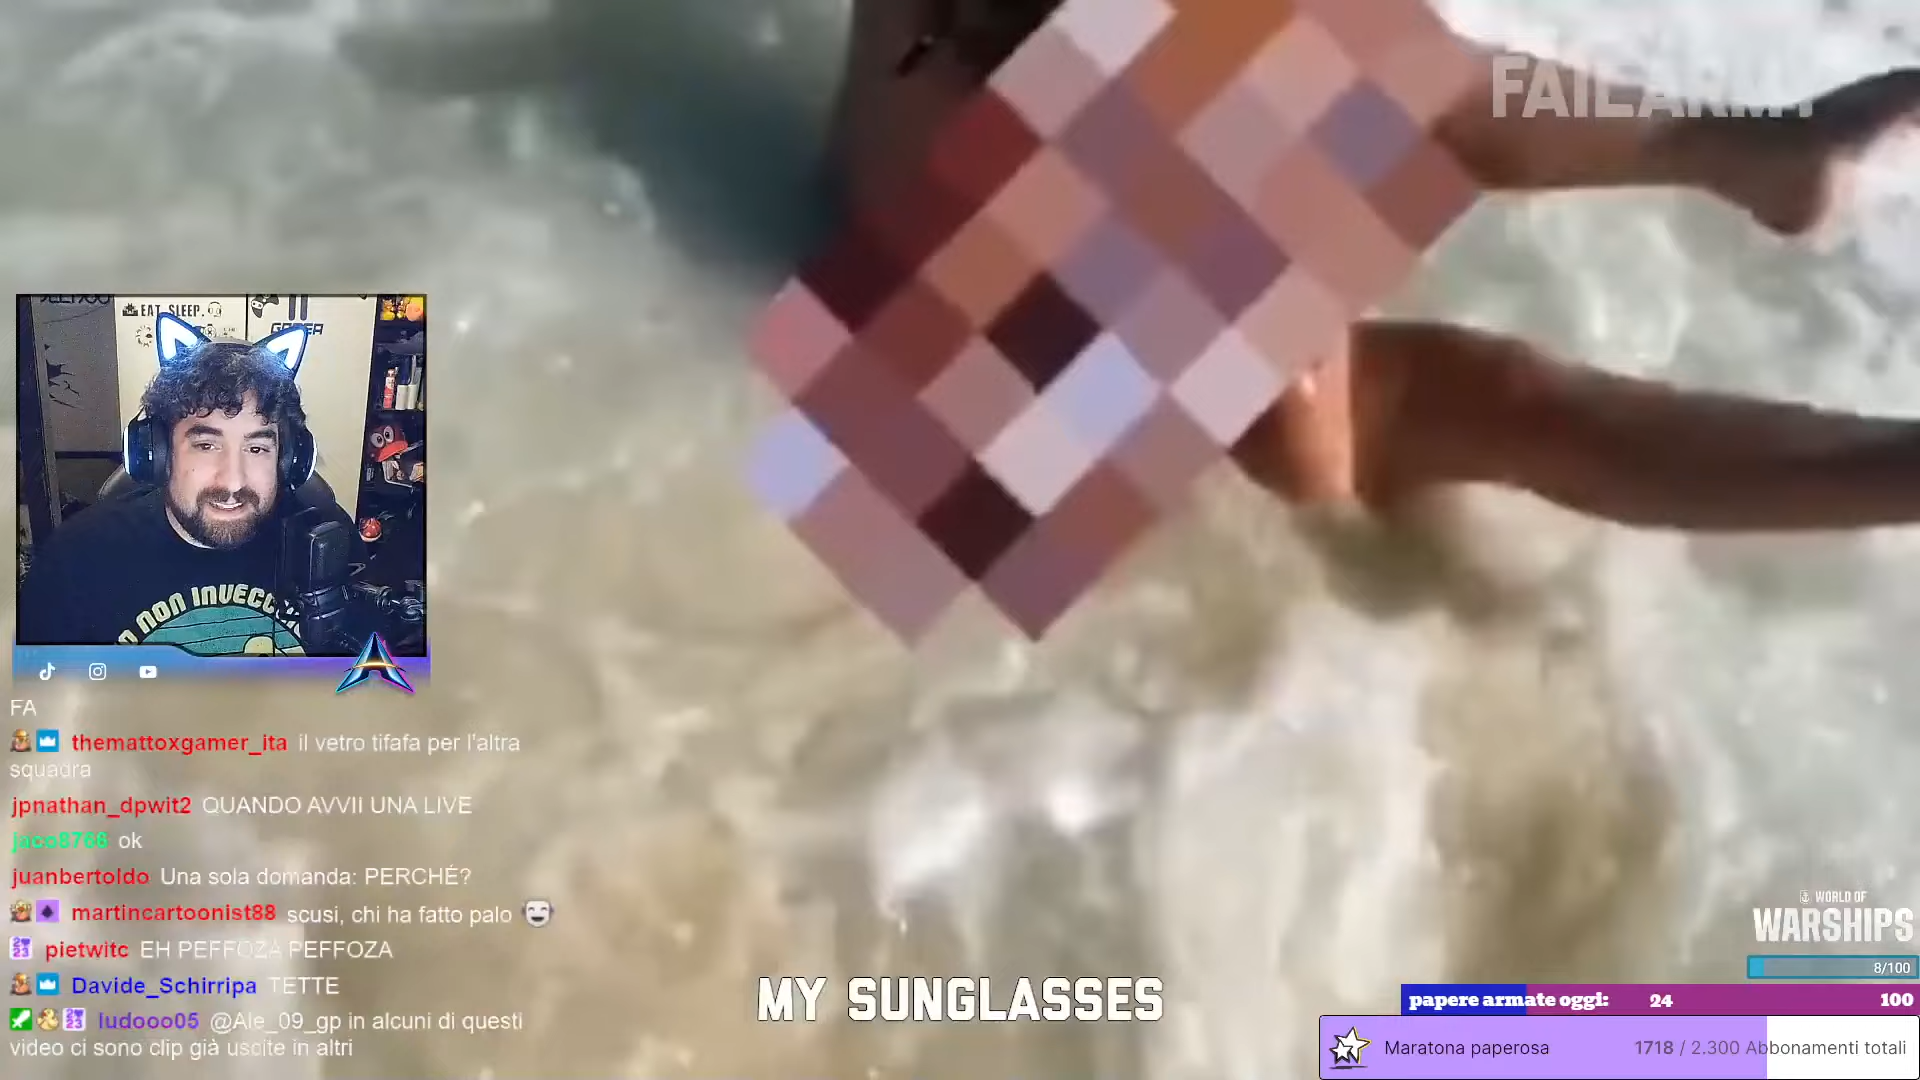 FAILARMY
EAT SLEEP
GAMER
NON INVECC
FA
themattoxgamer_ita il vetro tifafa per l'altra
squadra
jpnathan_dpwit2 QUANDO AVVII UNA LIVE
jaco8766 ok
juanbertoldo Una sola domanda: PERCHÉ?
martincartoonist88 scusi, chi ha fatto palo
pietwitc EH PEFFOZA PEFFOZA
Davide_Schirripa TETTE
ludooo05 @Ale_09_gp in alcuni di questi
video ci sono clip già uscite in altri
MY SUNGLASSES
WORLD OF
WARSHIPS
8/100
papere armate oggi: 24 100
Maratona paperosa 1718 / 2.300 Abbonamenti totali